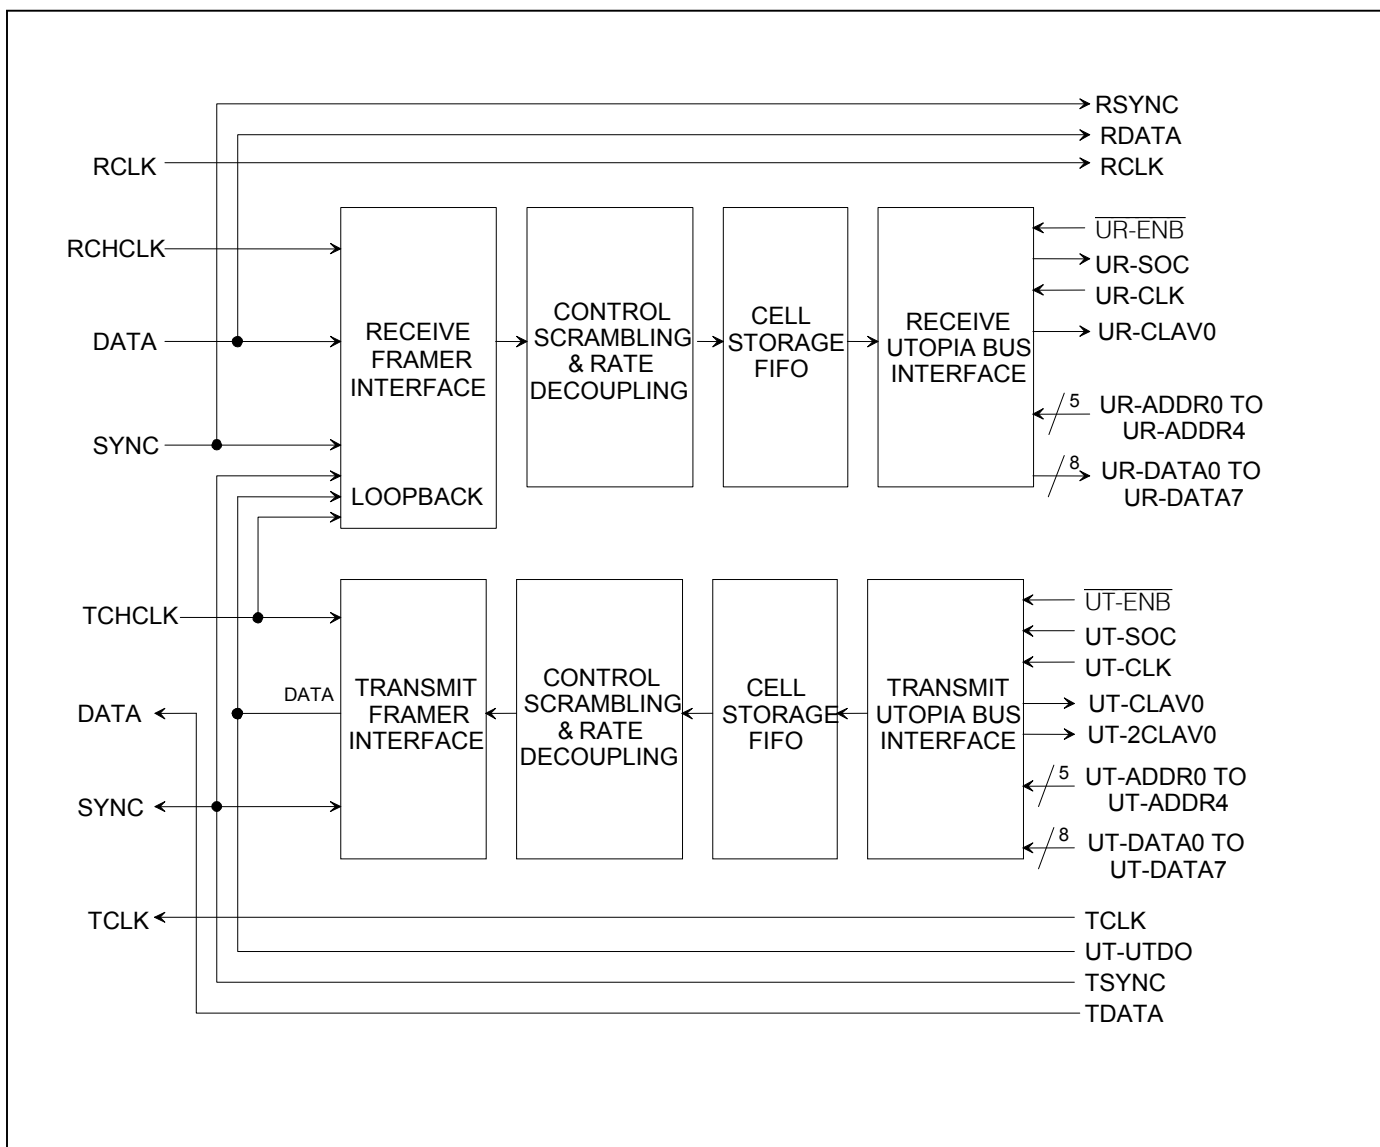 RSYNC
RDATA
RCLK
RCLK
RCHCLK
DATA
SYNC
RECEIVE
FRAMER
INTERFACE
LOOPBACK
CONTROL
SCRAMBLING
& RATE
DECOUPLING
CELL
STORAGE
FIFO
RECEIVE
UTOPIA BUS
INTERFACE
UR-ENB
UR-SOC
UR-CLK
UR-CLAV0
5
UR-ADDR0 TO
UR-ADDR4
8
UR-DATA0 TO
UR-DATA7
TCHCLK
DATA
SYNC
DATA
TRANSMIT
FRAMER
INTERFACE
CONTROL
SCRAMBLING
& RATE
DECOUPLING
CELL
STORAGE
FIFO
TRANSMIT
UTOPIA BUS
INTERFACE
UT-ENB
UT-SOC
UT-CLK
UT-CLAV0
UT-2CLAV0
5
UT-ADDR0 TO
UT-ADDR4
8
UT-DATA0 TO
UT-DATA7
TCLK
TCLK
UT-UTDO
TSYNC
TDATA